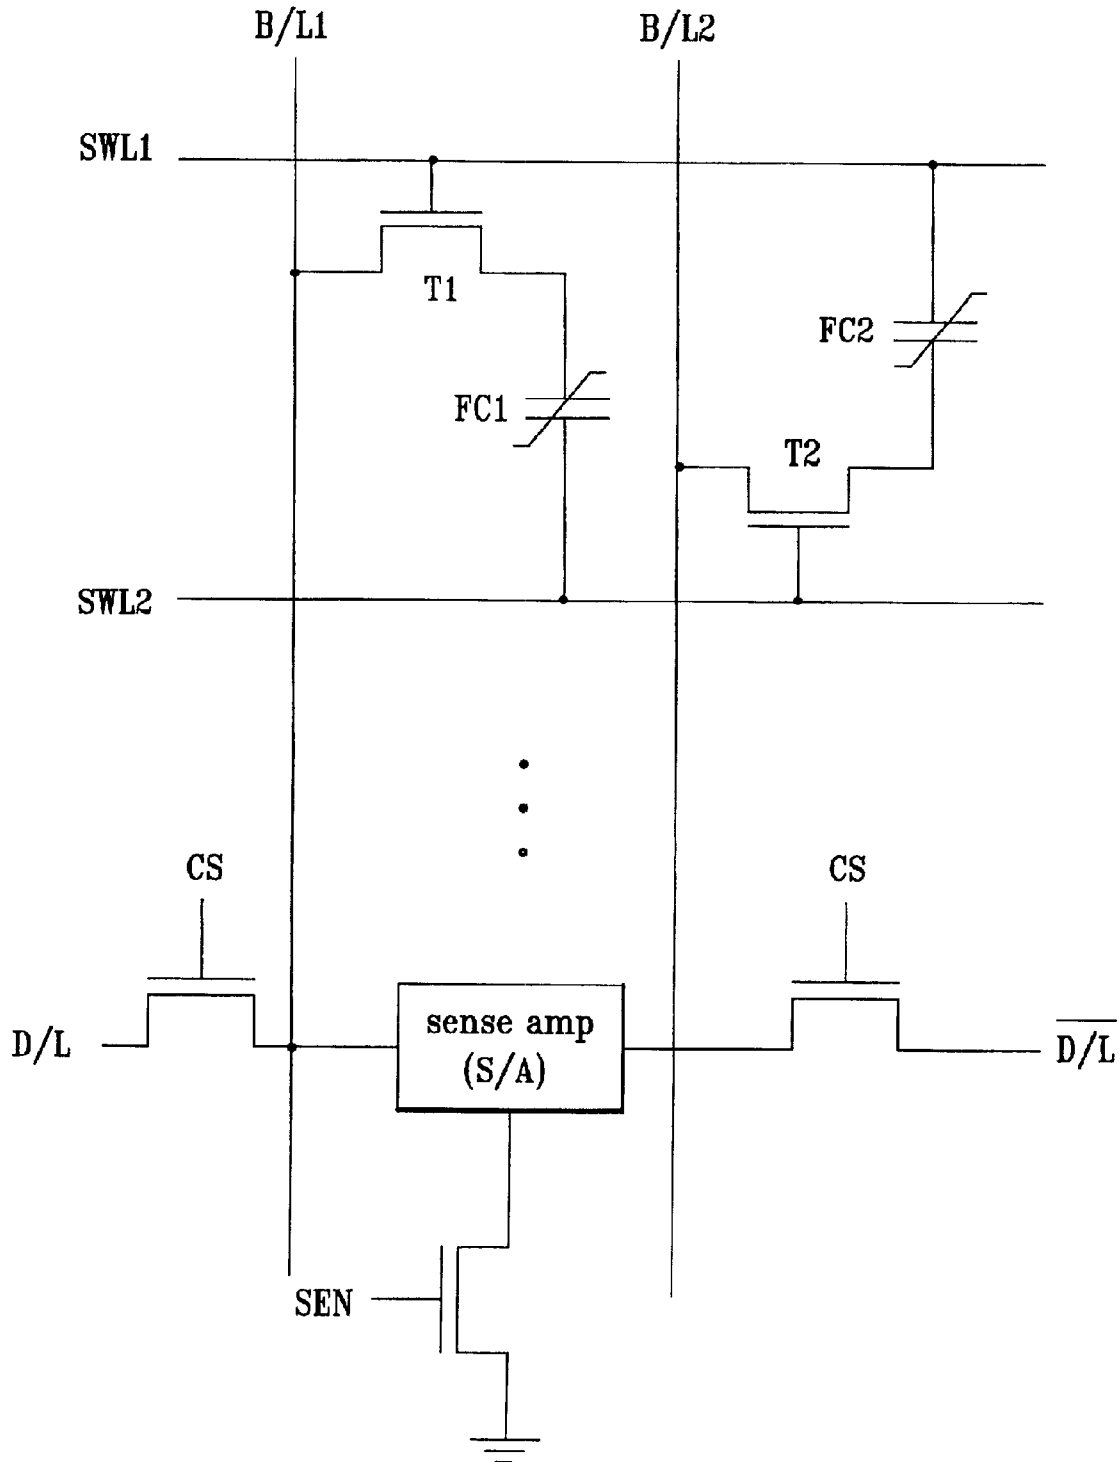 B/L1
B/L2
SWL1
T1
FC2
FC1
T2
SWL2
CS
CS
D/L
sense amp
(S/A)
D/L
SEN